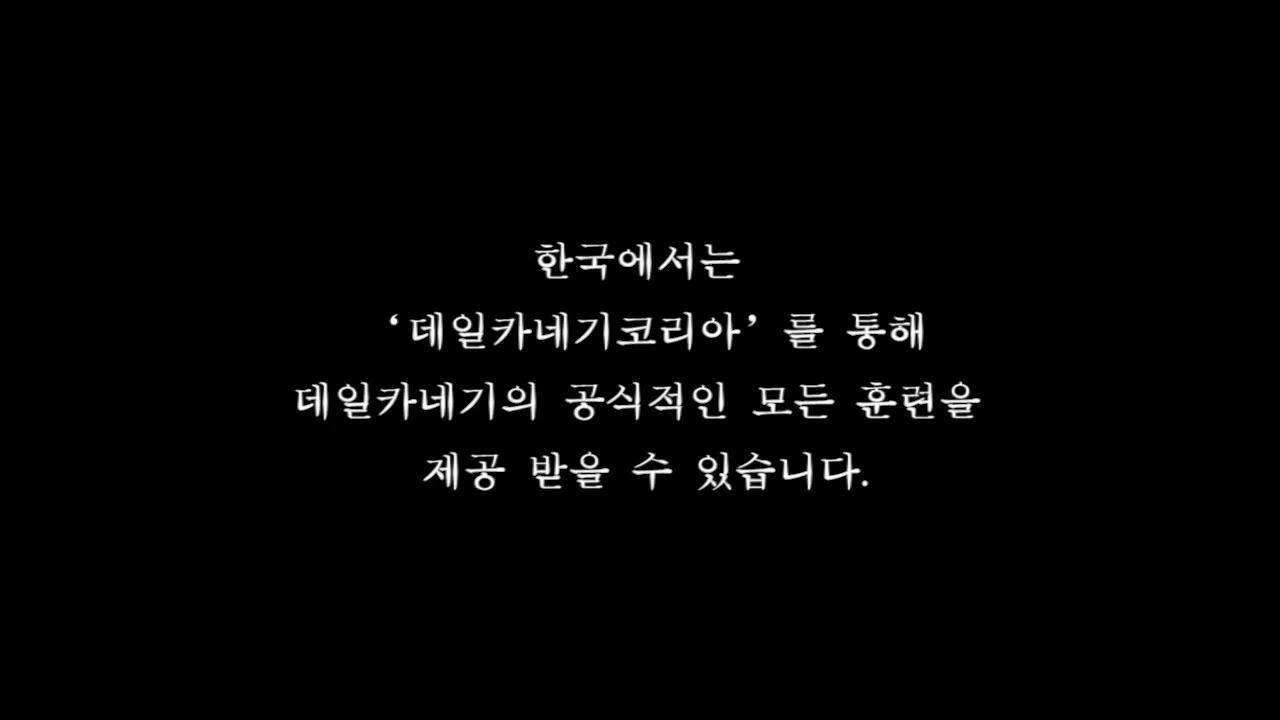 한국에서는
‘데일카네기코리아’를 통해
데일카네기의 공식적인 모든 훈련을
제공 받을 수 있습니다.